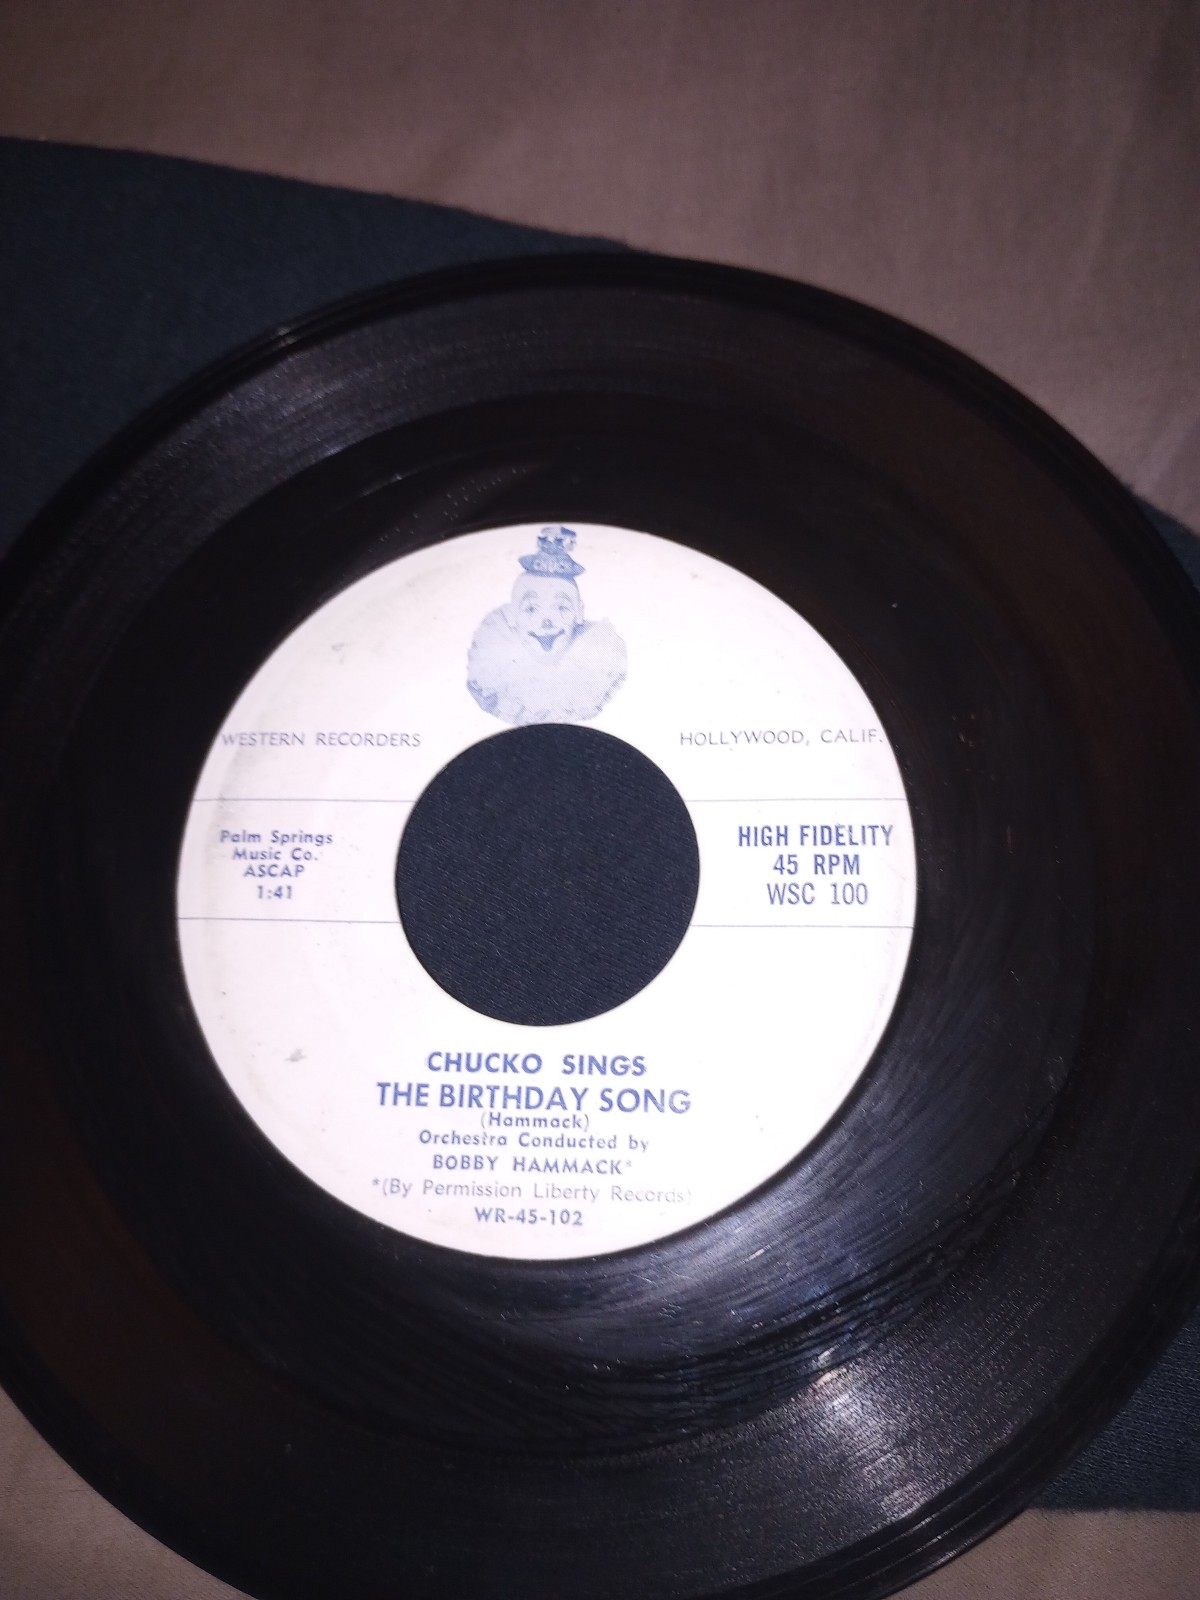 CHUCKO
WESTERN RECORDERS
HOLLYWOOD, CALIF.
Palm Springs
Music Co.
ASCAP
1:41
HIGH FIDELITY
45 RPM
WSC 100
CHUCKO SINGS
THE BIRTHDAY SONG
(Hammack)
Orchestra Conducted by
BOBBY HAMMACK*
*(By Permission Liberty Records)
WR-45-102